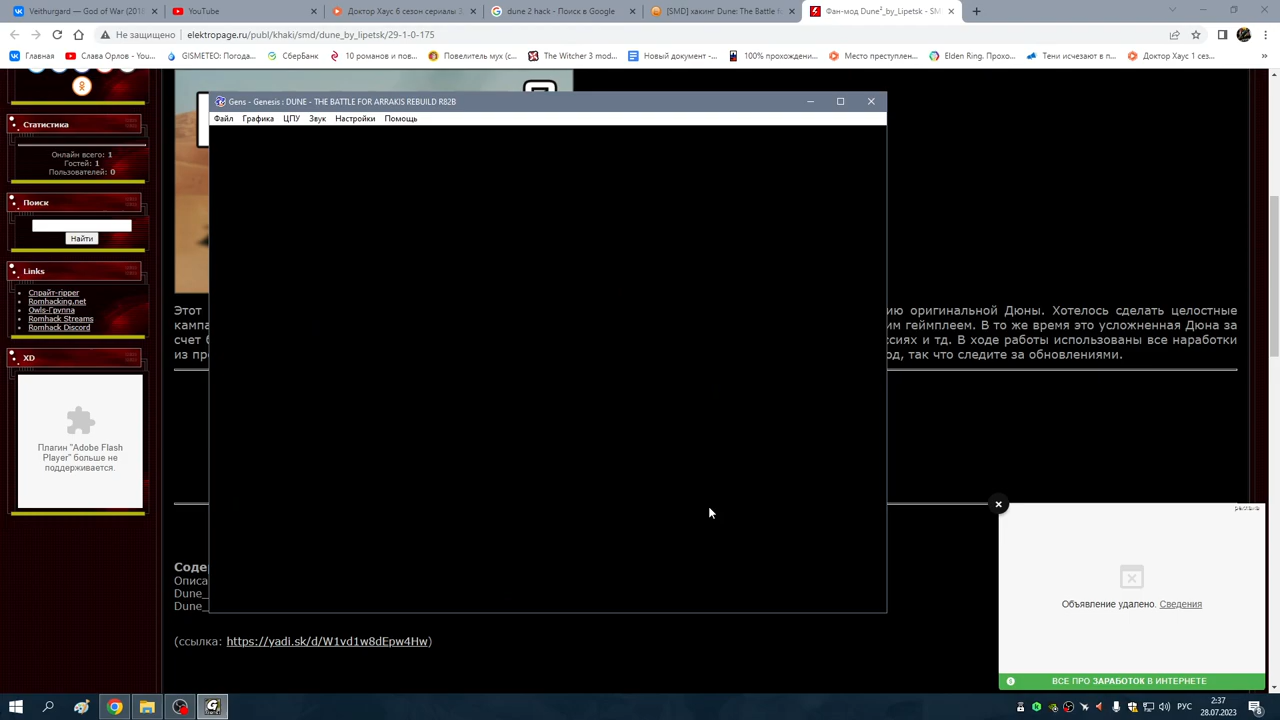 Veithurgard — God of War (2018
YouTube
Доктор Хаус 6 сезон сериалы
dune 2 hack - Поиск в Google
[SMD] хакинг Dune: The Battle f
Фан-мод Dune²_by_Lipetsk - SM
Не защищено
elektropage.ru/publ/khaki/smd/dune_by_lipetsk/29-1-0-175
Главная
Слава Орлов - You...
GISMETEO: Погода...
СберБанк
10 романов и пове...
The Witcher 3 mod...
Повелитель мух (с...
Новый документ -...
100% прохождени...
Место преступлен...
Elden Ring. Прохо...
Тени исчезают в п...
Доктор Хаус 1 сез...
Статистика
Онлайн всего: 1
Гостей: 1
Пользователей: 0
Поиск
Найти
Links
Спрайт-ripper
Romhacking.net
Owls-Группа
Romhack Streams
Romhack Discord
XD
Плагин "Adobe Flash
Player" больше не
поддерживается.
Gens - Genesis : DUNE - THE BATTLE FOR ARRAKIS REBUILD R82B
Файл Графика ЦПУ Звук Настройки Помощь
Этот
ию оригинальной Дюны. Хотелось сделать целостные
кампа
им геймплеем. В то же время это усложненная Дюна за
счет б
ссиях и тд. В ходе работы использованы все наработки
из пр
од, так что следите за обновлениями.
Соде
Описа
Dune_
Dune_
(ссылка: https://yadi.sk/d/W1vd1w8dEpw4Hw)
Объявление удалено. Сведения
ВСЕ ПРО ЗАРАБОТОК В ИНТЕРНЕТЕ
РУС
2:37
28.07.2023
8